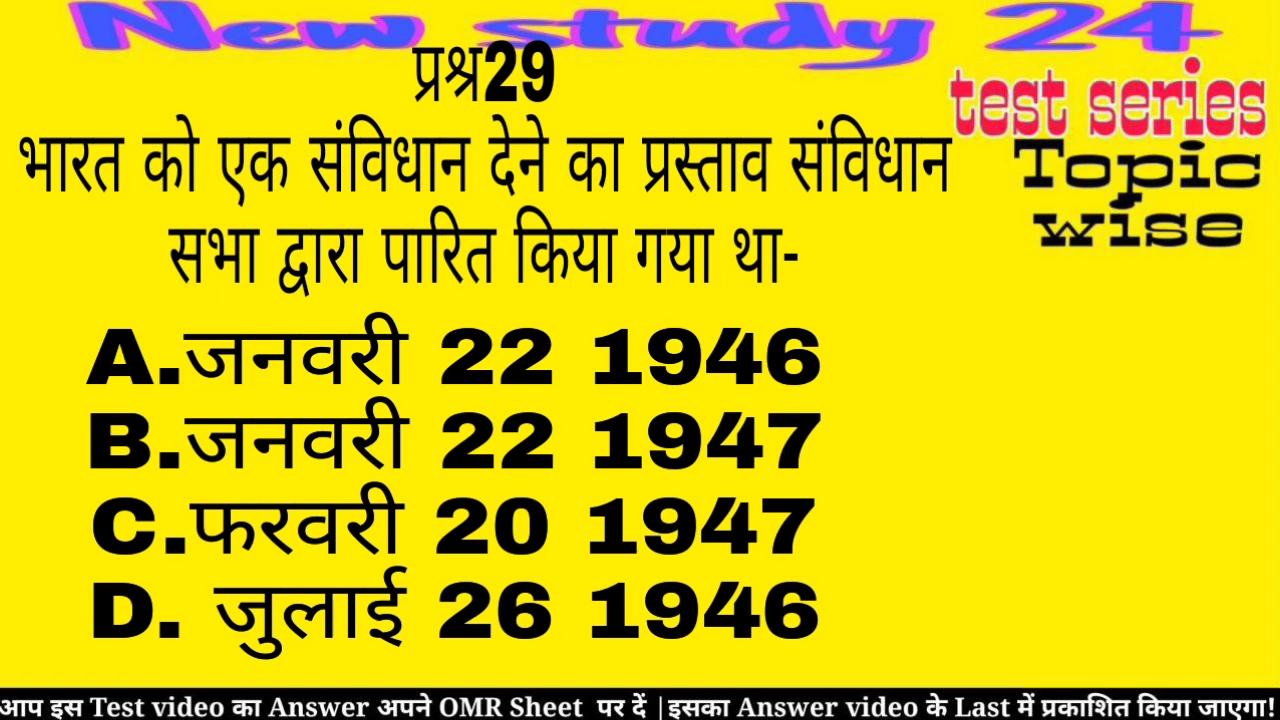 New study 24
प्रश्न29
test series
Topic
wise
भारत को एक संविधान देने का प्रस्ताव संविधान
सभा द्वारा पारित किया गया था-
A.जनवरी 22 1946
B.जनवरी 22 1947
C.फरवरी 20 1947
D. जुलाई 26 1946
आप इस Test video का Answer अपने OMR Sheet पर दें |इसका Answer video के Last में प्रकाशित किया जाएगा!